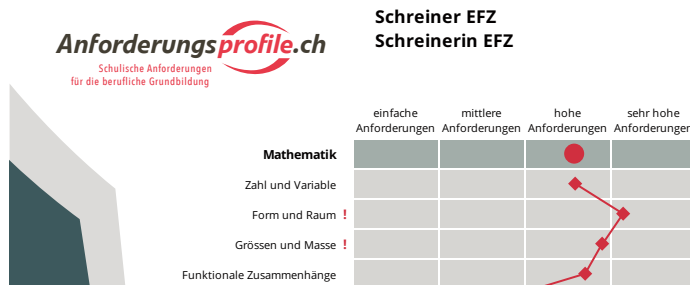 Schreiner EFZ
Schreinerin EFZ
Anforderungsprofile.ch
Schulische Anforderungen
für die berufliche Grundbildung
einfache Anforderungen
mittlere Anforderungen
hohe Anforderungen
sehr hohe Anforderungen
Mathematik
Zahl und Variable
Form und Raum !
Grössen und Masse !
Funktionale Zusammenhänge